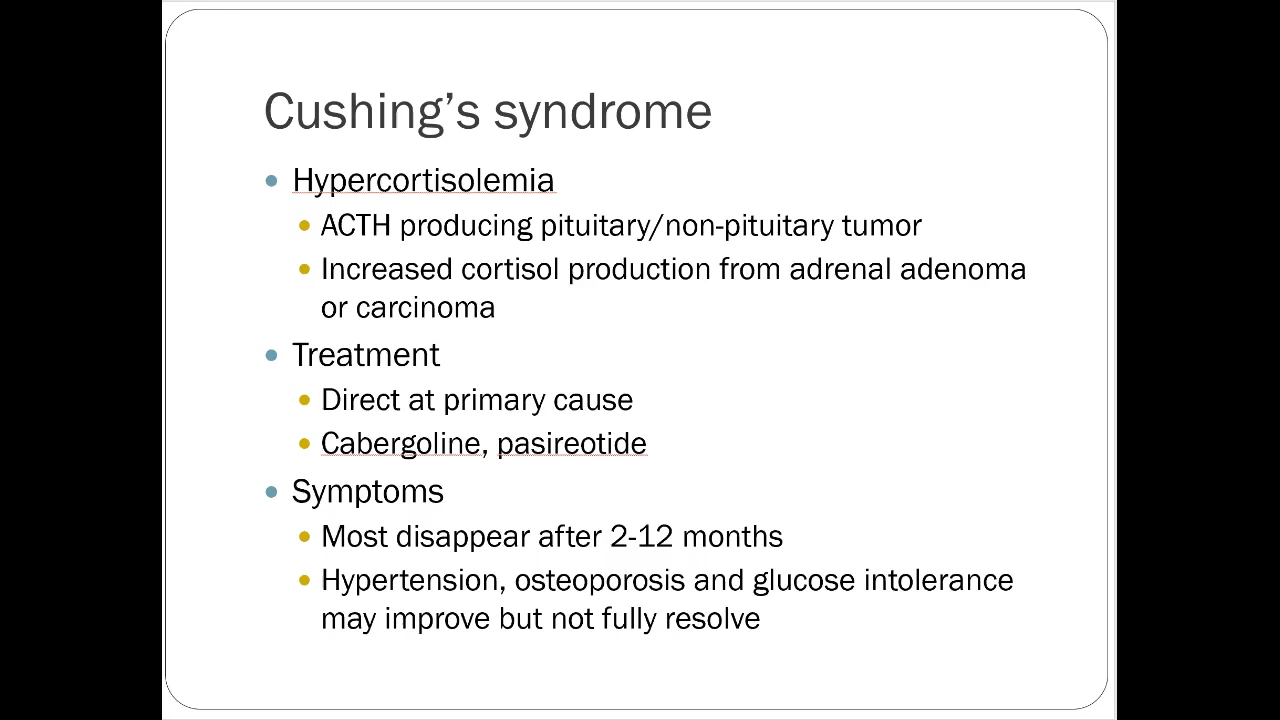 Cushing’s syndrome
Hypercortisolemia
ACTH producing pituitary/non-pituitary tumor
Increased cortisol production from adrenal adenoma
or carcinoma
Treatment
Direct at primary cause
Cabergoline, pasireotide
Symptoms
Most disappear after 2-12 months
Hypertension, osteoporosis and glucose intolerance
may improve but not fully resolve